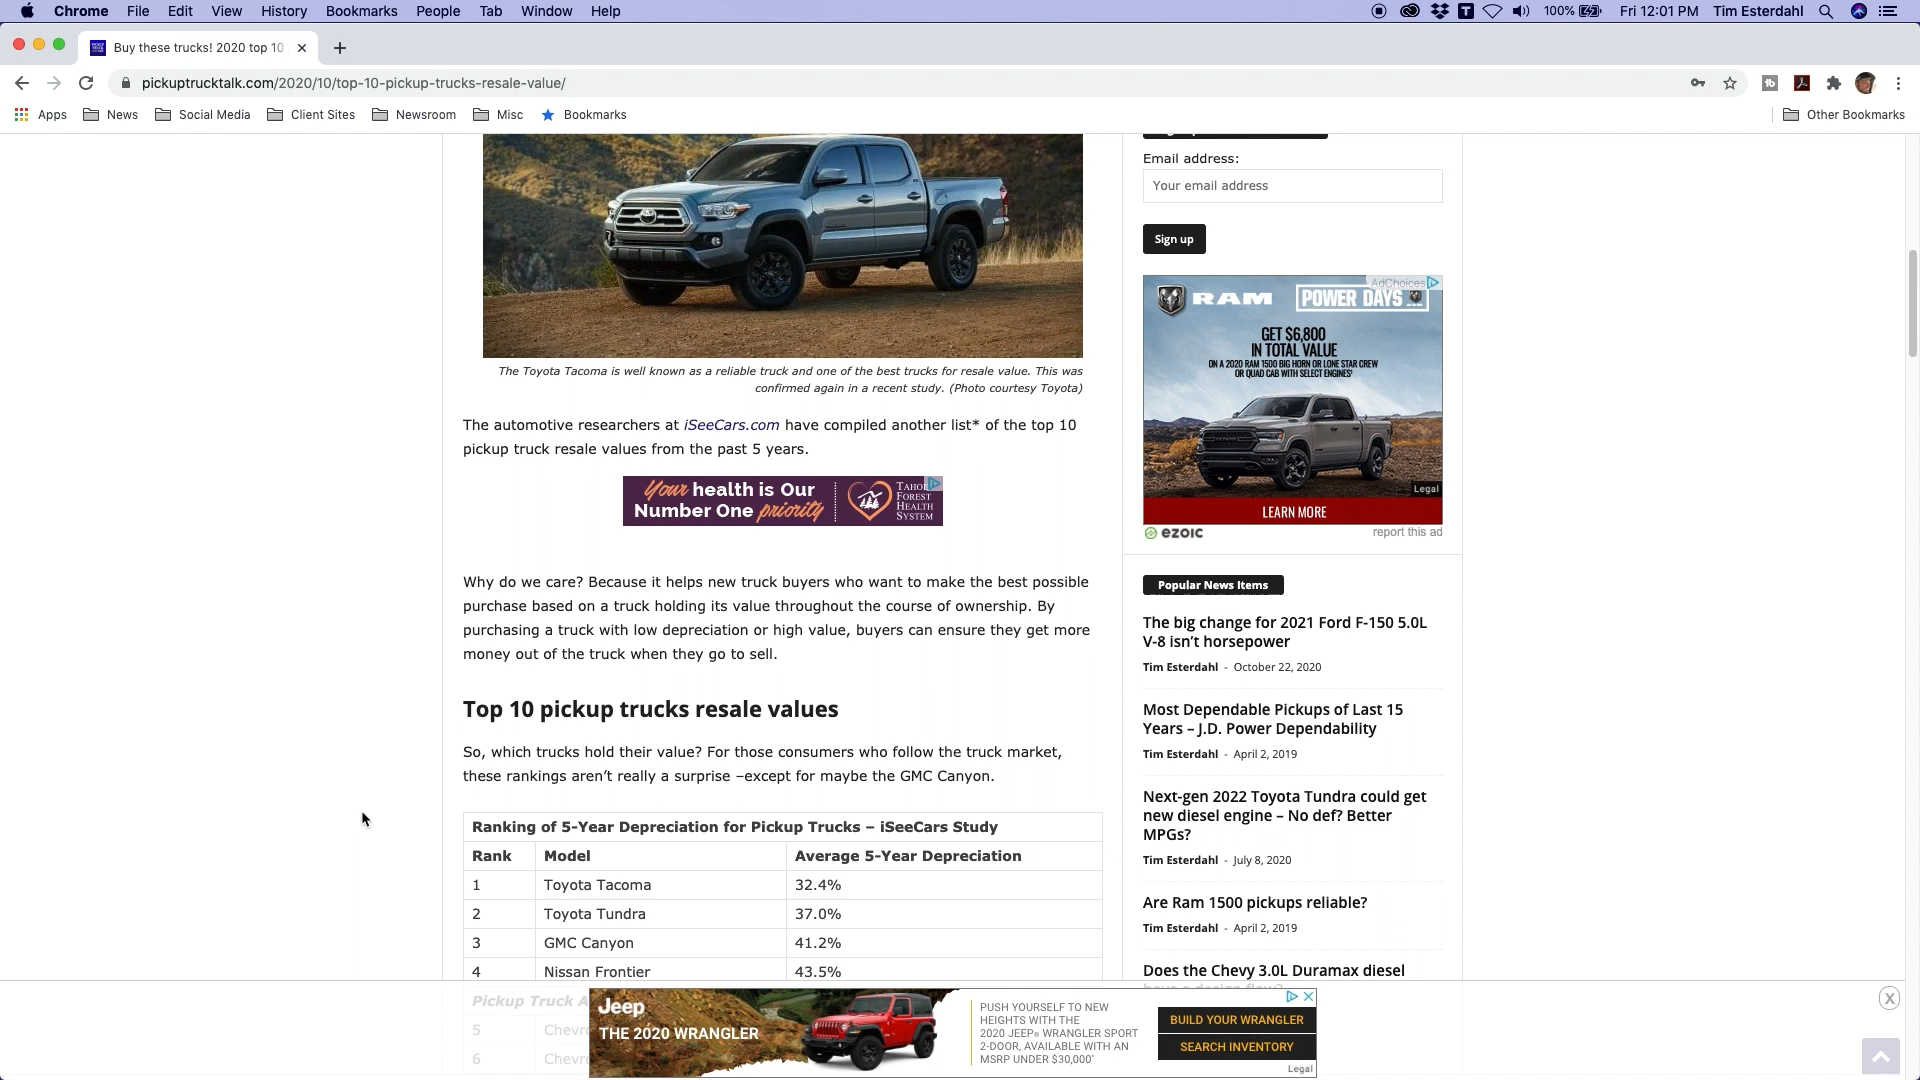 Chrome File Edit View History Bookmarks People Tab Window Help
100% Fri 12:01 PM Tim Esterdahl
Buy these trucks! 2020 top 10
pickuptrucktalk.com/2020/10/top-10-pickup-trucks-resale-value/
Apps News Social Media Client Sites Newsroom Misc Bookmarks Other Bookmarks
The Toyota Tacoma is well known as a reliable truck and one of the best trucks for resale value. This was
confirmed again in a recent study. (Photo courtesy Toyota)
The automotive researchers at iSeeCars.com have compiled another list* of the top 10
pickup truck resale values from the past 5 years.
Your health is Our
Number One priority
TAHOE
FOREST
HEALTH
SYSTEM
Why do we care? Because it helps new truck buyers who want to make the best possible
purchase based on a truck holding its value throughout the course of ownership. By
purchasing a truck with low depreciation or high value, buyers can ensure they get more
money out of the truck when they go to sell.
Top 10 pickup trucks resale values
So, which trucks hold their value? For those consumers who follow the truck market,
these rankings aren’t really a surprise –except for maybe the GMC Canyon.
Ranking of 5-Year Depreciation for Pickup Trucks – iSeeCars Study
Rank Model Average 5-Year Depreciation
1 Toyota Tacoma 32.4%
2 Toyota Tundra 37.0%
3 GMC Canyon 41.2%
4 Nissan Frontier 43.5%
Pickup Truck A
5 Chevr
6 Chevr
Email address:
Your email address
Sign up
AdChoices
RAM POWER DAYS
GET $6,800
IN TOTAL VALUE
ON A 2020 RAM 1500 BIG HORN OR LONE STAR CREW
OR QUAD CAB WITH SELECT ENGINES
Legal
LEARN MORE
ezoic report this ad
Popular News Items
The big change for 2021 Ford F-150 5.0L
V-8 isn’t horsepower
Tim Esterdahl - October 22, 2020
Most Dependable Pickups of Last 15
Years – J.D. Power Dependability
Tim Esterdahl - April 2, 2019
Next-gen 2022 Toyota Tundra could get
new diesel engine – No def? Better
MPGs?
Tim Esterdahl - July 8, 2020
Are Ram 1500 pickups reliable?
Tim Esterdahl - April 2, 2019
Does the Chevy 3.0L Duramax diesel
Jeep
THE 2020 WRANGLER
PUSH YOURSELF TO NEW
HEIGHTS WITH THE
2020 JEEP® WRANGLER SPORT
2-DOOR, AVAILABLE WITH AN
MSRP UNDER $30,000*
BUILD YOUR WRANGLER
SEARCH INVENTORY
Legal
X